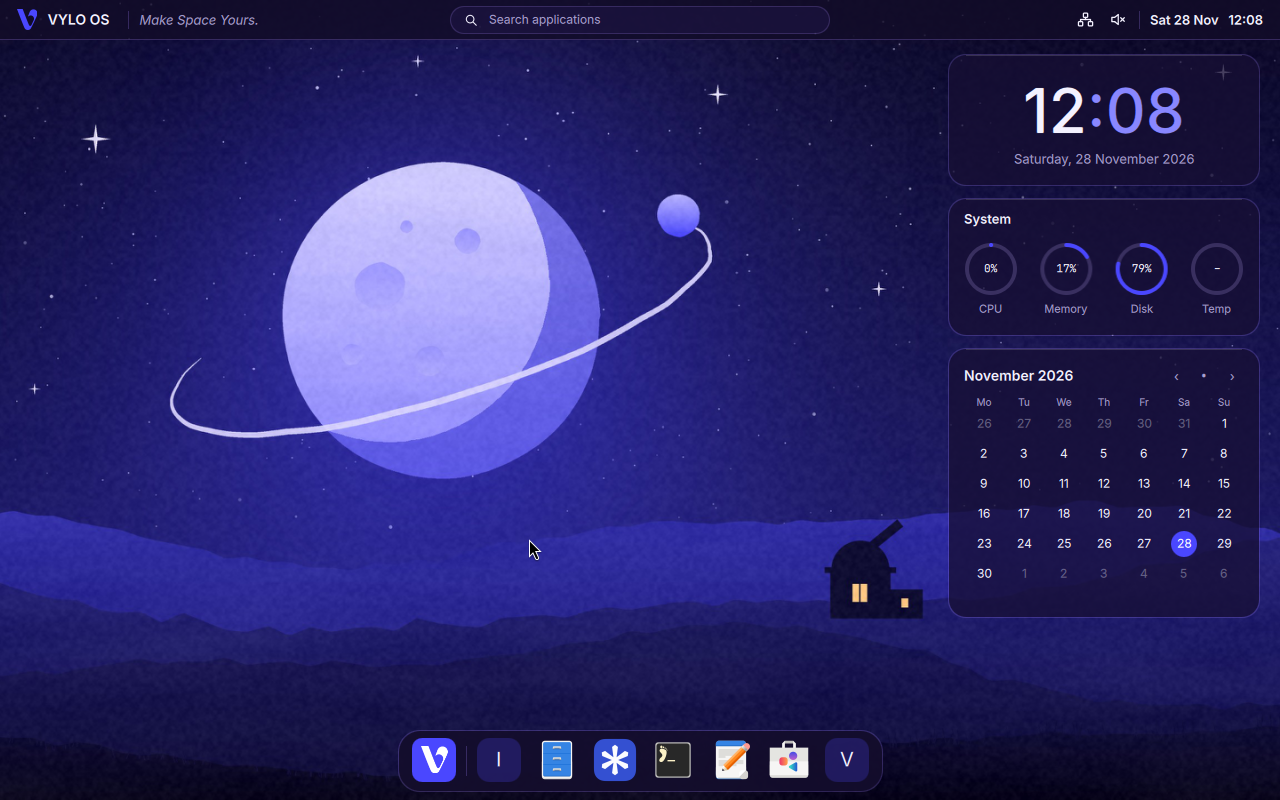 VYLO OS
Make Space Yours.
Search applications
Sat 28 Nov 12:08
12:08
Saturday, 28 November 2026
System
0% 17% 79% –
CPU Memory Disk Temp
November 2026
Mo Tu We Th Fr Sa Su
26 27 28 29 30 31 1
2 3 4 5 6 7 8
9 10 11 12 13 14 15
16 17 18 19 20 21 22
23 24 25 26 27 28 29
30 1 2 3 4 5 6
I
V